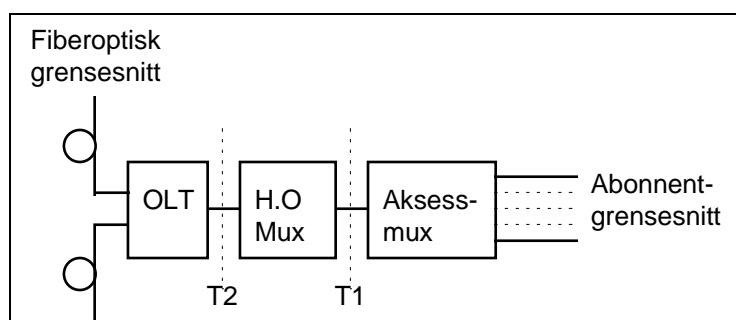 Fiberoptisk
grensesnitt
OLT
H.O
Mux
Aksess-
mux
Abonnent-
grensesnitt
T2
T1